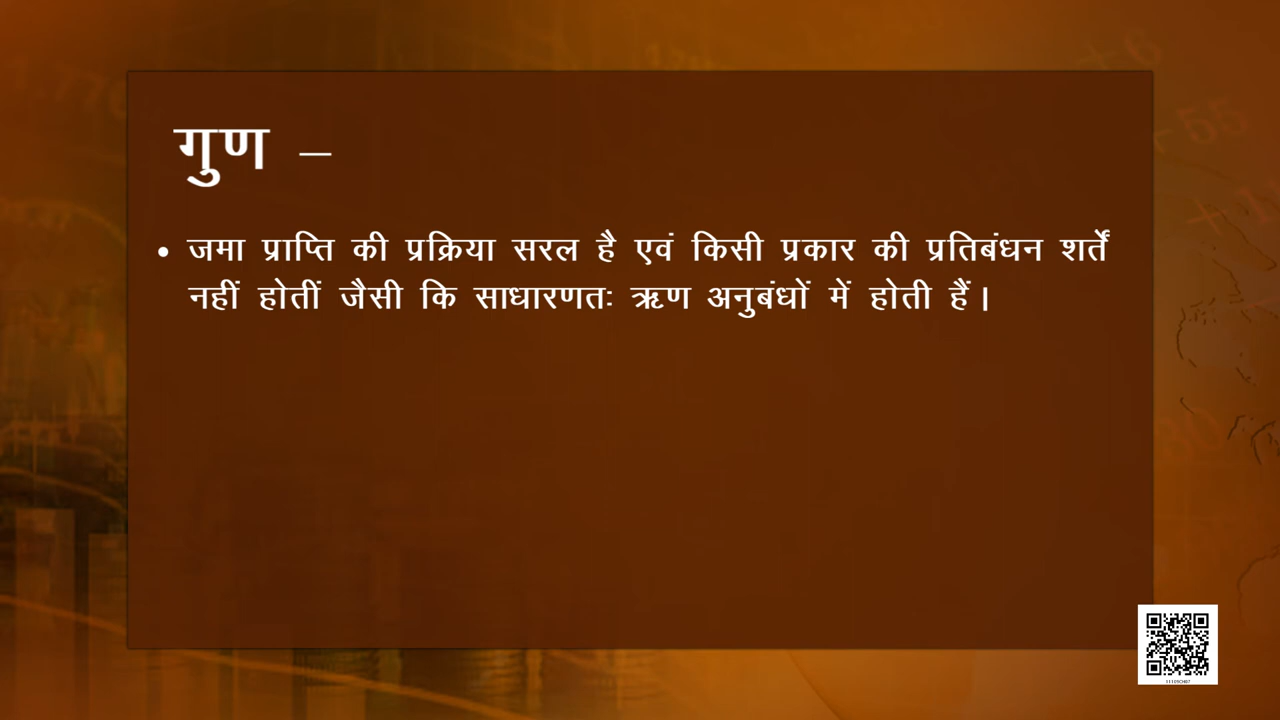 गुण –
• जमा प्राप्ति की प्रक्रिया सरल है एवं किसी प्रकार की प्रतिबंधन शर्तें
नहीं होतीं जैसी कि साधारणतः ऋण अनुबंधों में होती हैं।